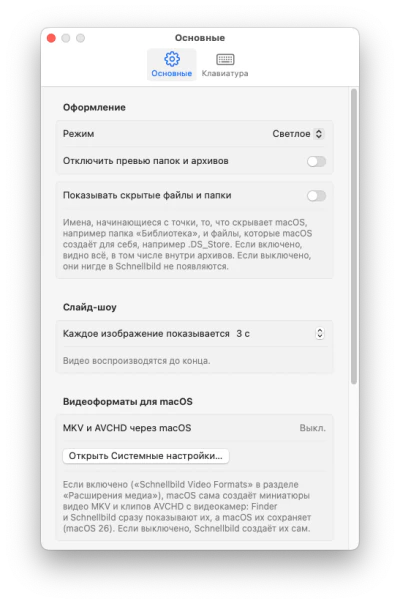 Основные
Основные
Клавиатура
Оформление
Режим
Светлое
Отключить превью папок и архивов
Показывать скрытые файлы и папки
Имена, начинающиеся с точки, то, что скрывает macOS,
например папка «Библиотека», и файлы, которые macOS
создаёт для себя, например .DS_Store. Если включено,
видно всё, в том числе внутри архивов. Если выключено,
они нигде в Schnellbild не появляются.
Слайд-шоу
Каждое изображение показывается 3 с
Видео воспроизводятся до конца.
Видеоформаты для macOS
MKV и AVCHD через macOS
Выкл.
Открыть Системные настройки...
Если включено («Schnellbild Video Formats» в разделе
«Расширения медиа»), macOS сама создаёт миниатюры
видео MKV и клипов AVCHD с видеокамер: Finder
и Schnellbild сразу показывают их, а macOS их сохраняет
(macOS 26). Если выключено, Schnellbild создаёт их сам.